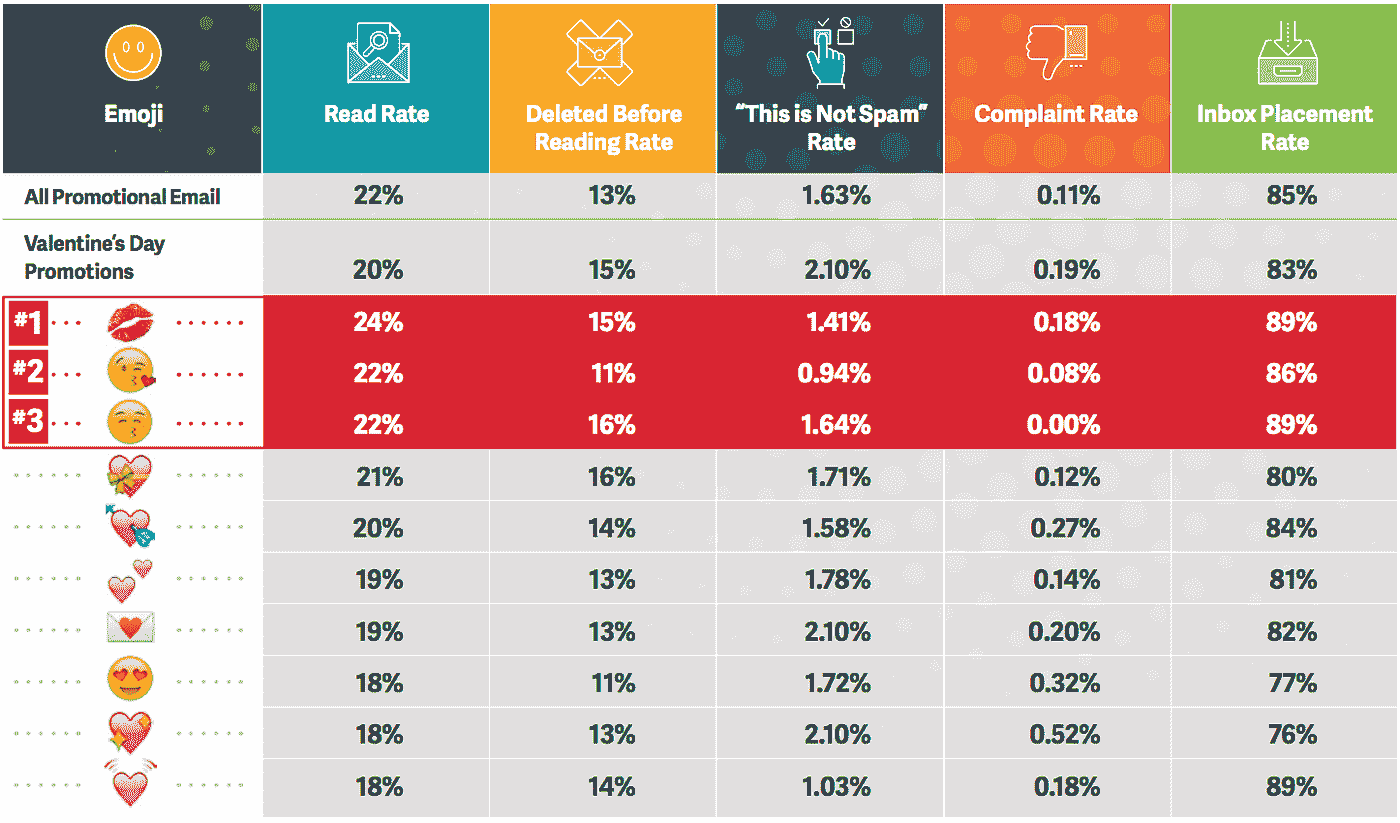 Emoji
Read Rate
Deleted Before
Reading Rate
“This is Not Spam”
Rate
Complaint Rate
Inbox Placement
Rate
All Promotional Email 22% 13% 1.63% 0.11% 85%
Valentine’s Day
Promotions 20% 15% 2.10% 0.19% 83%
#1 24% 15% 1.41% 0.18% 89%
#2 22% 11% 0.94% 0.08% 86%
#3 22% 16% 1.64% 0.00% 89%
21% 16% 1.71% 0.12% 80%
20% 14% 1.58% 0.27% 84%
19% 13% 1.78% 0.14% 81%
19% 13% 2.10% 0.20% 82%
18% 11% 1.72% 0.32% 77%
18% 13% 2.10% 0.52% 76%
18% 14% 1.03% 0.18% 89%